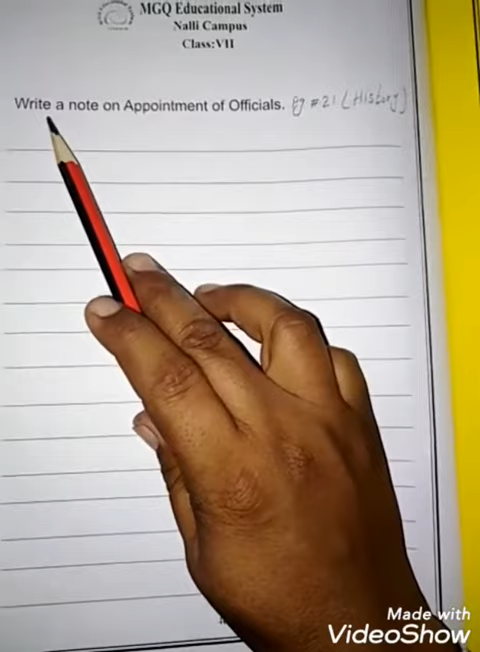 MGQ Educational System
Nalli Campus
Class:VII
Write a note on Appointment of Officials. Pg #21 (History)
Made with
VideoShow